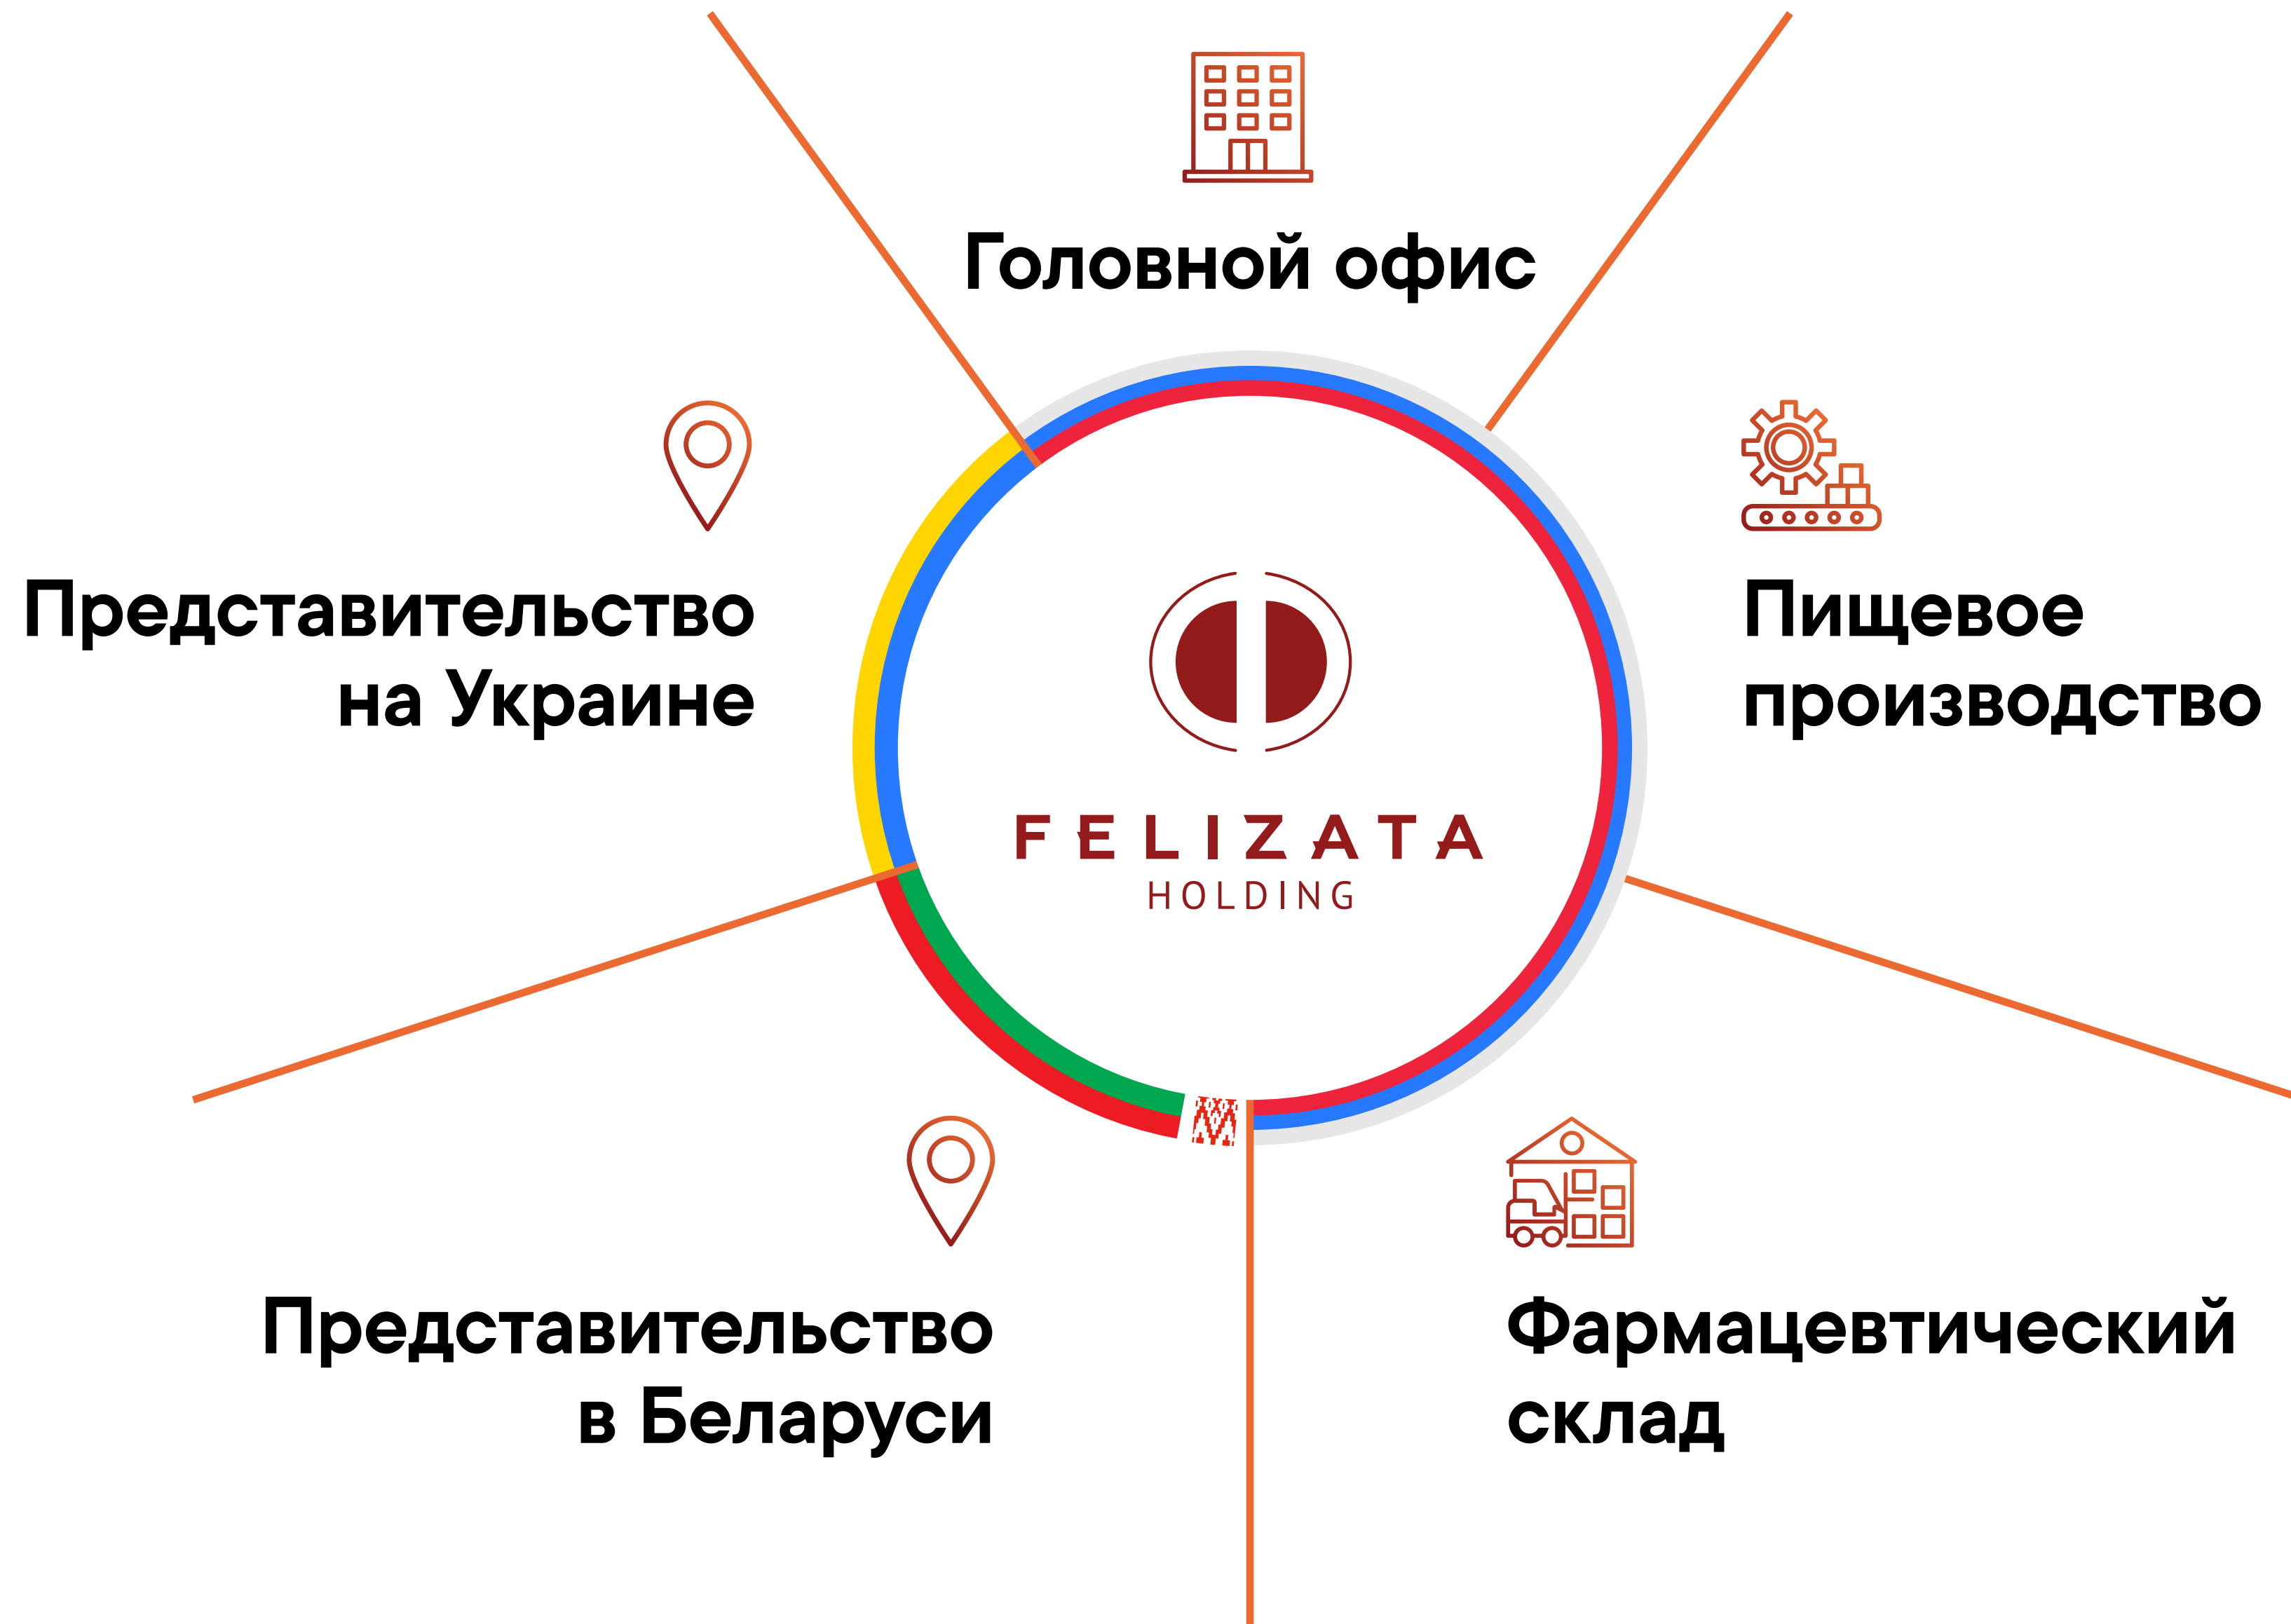 Головной офис
Представительство
на Украине
Пищевое
производство
FELIZATA
HOLDING
Представительство
в Беларуси
Фармацевтический
склад